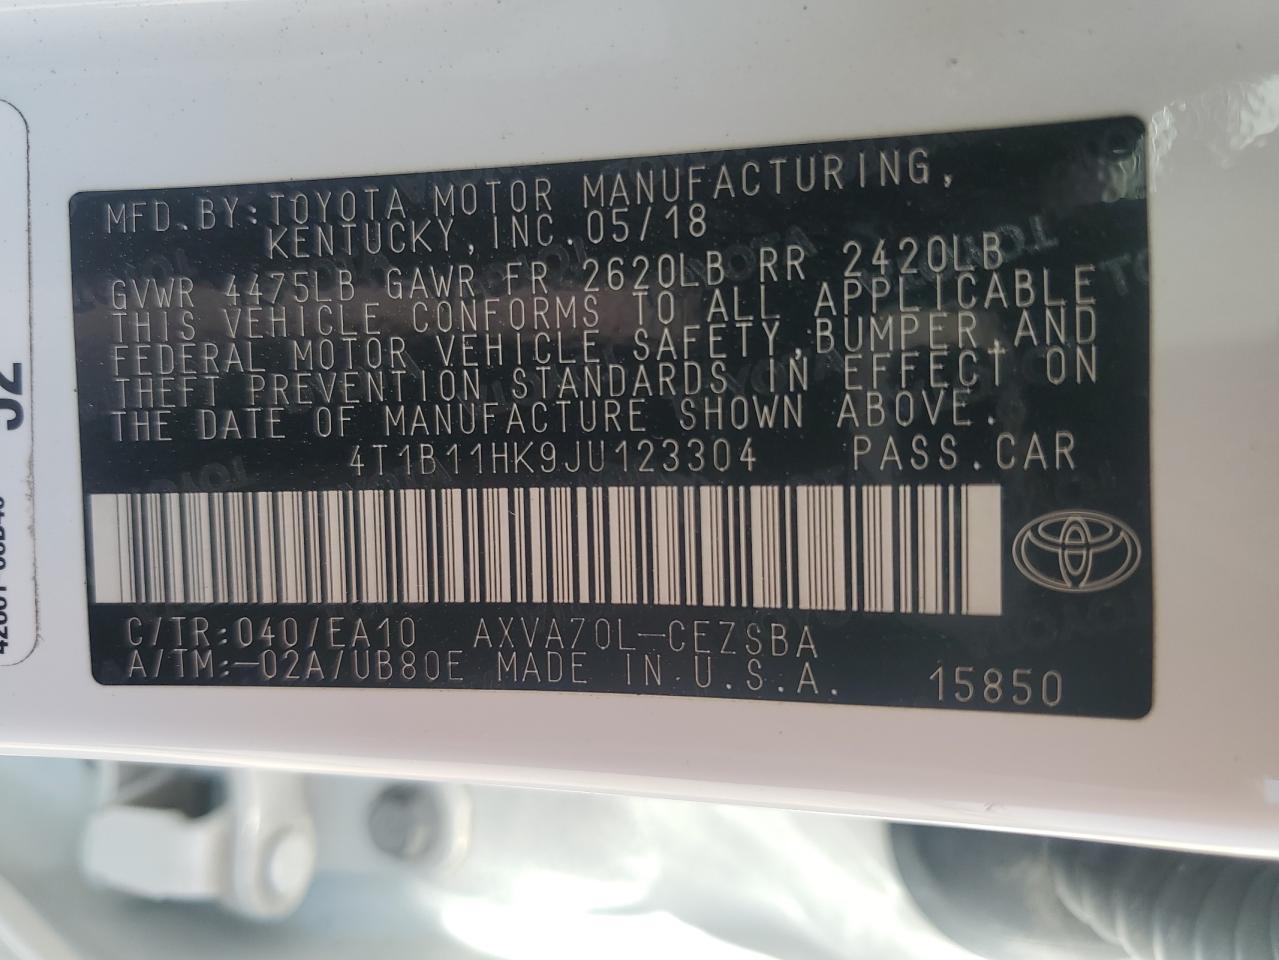 MFD.BY:TOYOTA MOTOR MANUFACTURING,
KENTUCKY,INC.05/18
GVWR 4475LB GAWR FR 2620LB RR 2420LB
THIS VEHICLE CONFORMS TO ALL APPLICABLE
FEDERAL MOTOR VEHICLE SAFETY,BUMPER,AND
THEFT PREVENTION STANDARDS IN EFFECT ON
THE DATE OF MANUFACTURE SHOWN ABOVE.
4T1B11HK9JU123304 PASS.CAR
C/TR:040/EA10 AXVA70L-CEZSBA
A/TM:-02A/UB80E MADE IN U.S.A. 15850